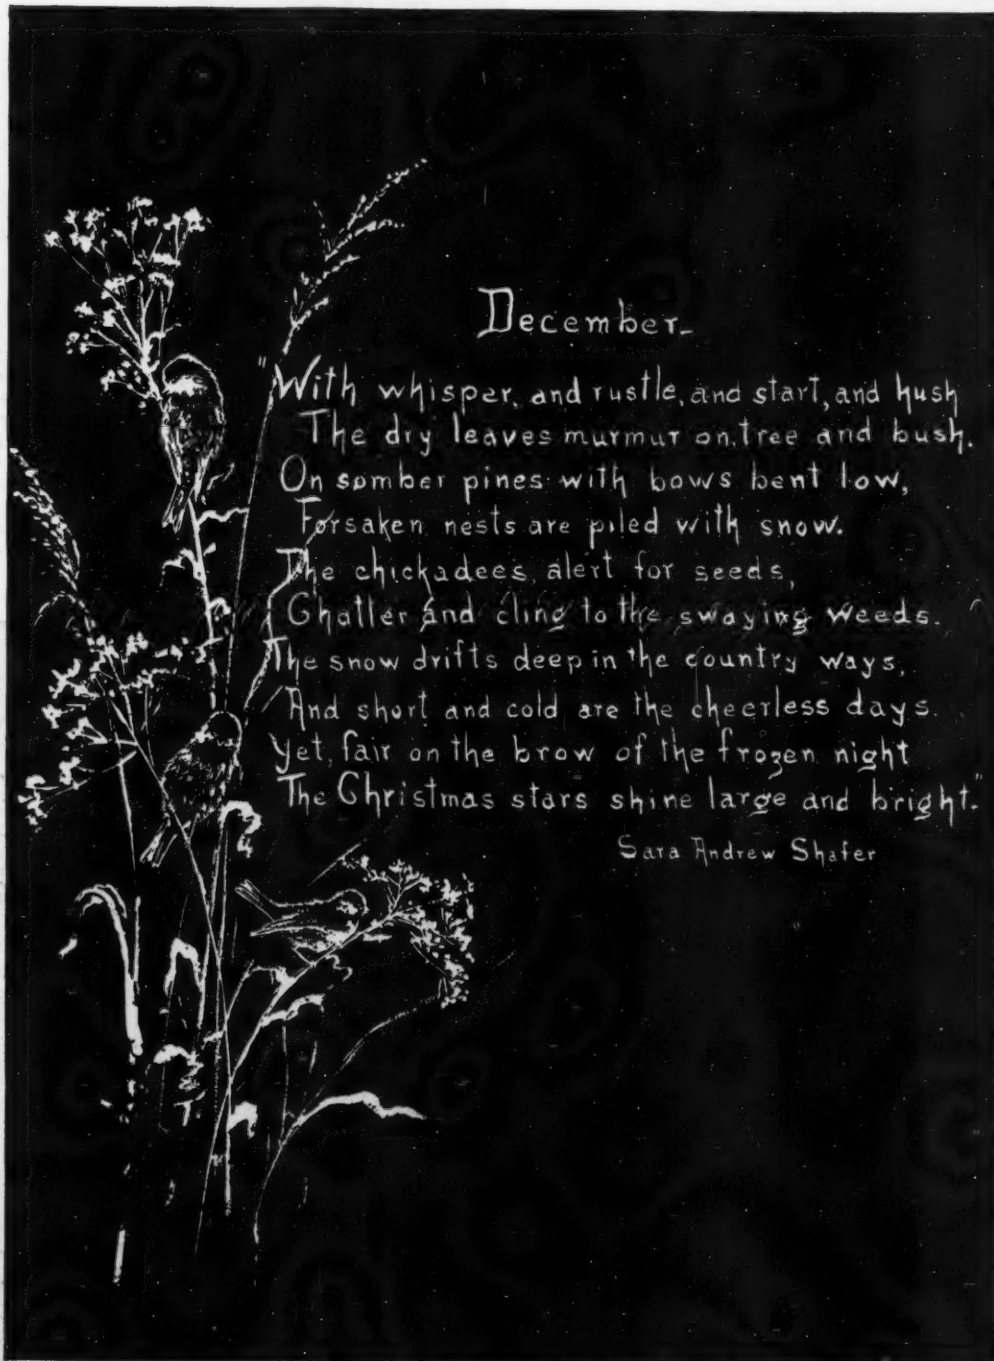 December-
"With whisper, and rustle, and start, and hush
The dry leaves murmur on tree and bush.
On somber pines with bows bent low,
Forsaken nests are piled with snow.
The chickadees, alert for seeds,
Chatter and cling to the swaying weeds.
The snow drifts deep in the country ways,
And short and cold are the cheerless days.
Yet, fair on the brow of the frozen night
The Christmas stars shine large and bright."
Sara Andrew Shafer